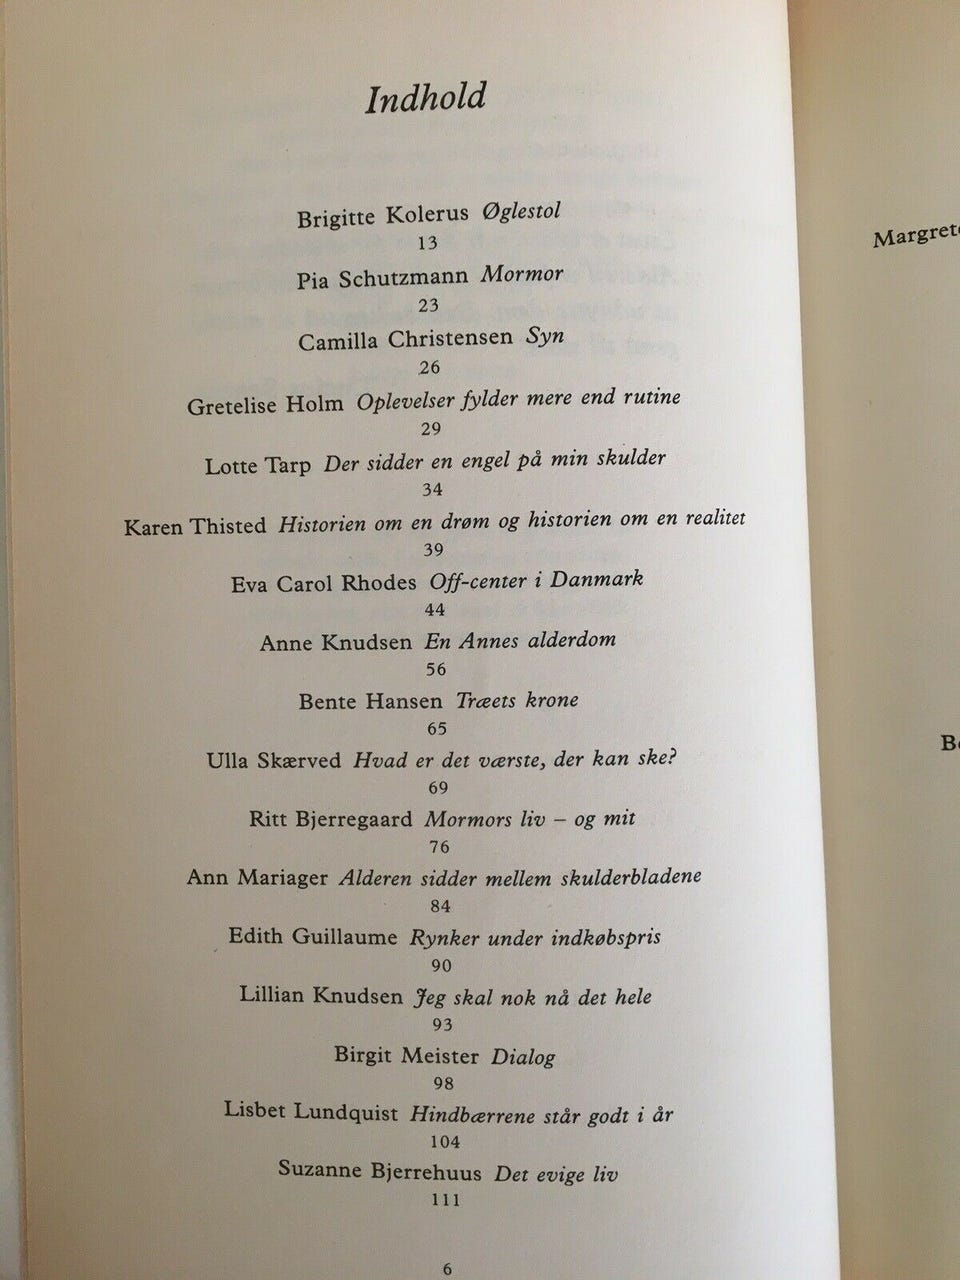 Indhold
Brigitte Kolerus Øglestol
13
Pia Schutzmann Mormor
23
Camilla Christensen Syn
26
Gretelise Holm Oplevelser fylder mere end rutine
29
Lotte Tarp Der sidder en engel på min skulder
34
Karen Thisted Historien om en drøm og historien om en realitet
39
Eva Carol Rhodes Off-center i Danmark
44
Anne Knudsen En Annes alderdom
56
Bente Hansen Træets krone
65
Ulla Skærved Hvad er det værste, der kan ske?
69
Ritt Bjerregaard Mormors liv – og mit
76
Ann Mariager Alderen sidder mellem skulderbladene
84
Edith Guillaume Rynker under indkøbspris
90
Lillian Knudsen Jeg skal nok nå det hele
93
Birgit Meister Dialog
98
Lisbet Lundquist Hindbærrene står godt i år
104
Suzanne Bjerrehuus Det evige liv
111
6